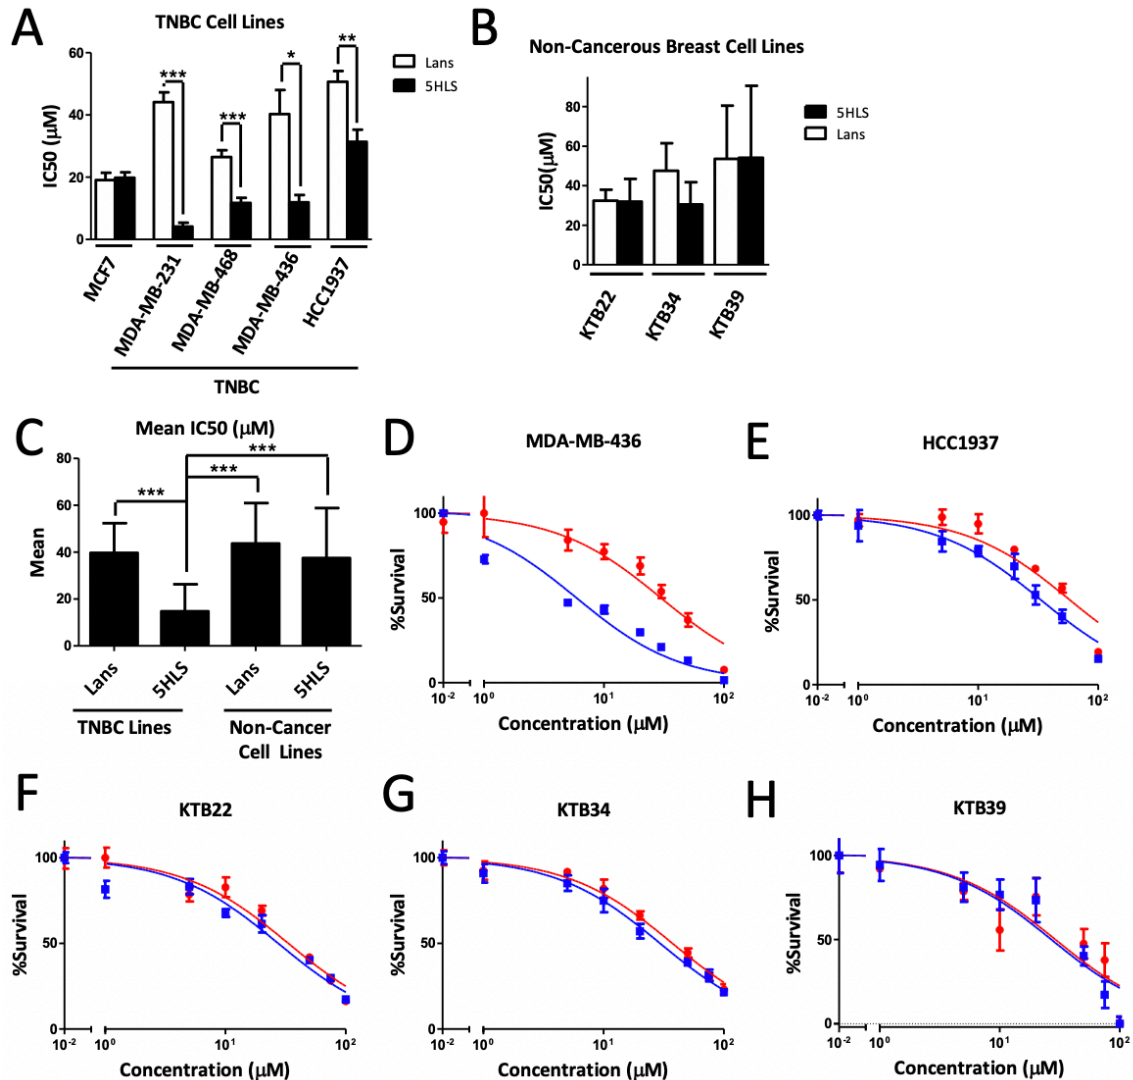 A
TNBC Cell Lines
IC50 (μM)
60
40
20
0
***
***
*
**
Lans
5HLS
MCF7
MDA-MB-231
MDA-MB-468
MDA-MB-436
HCC1937
TNBC
B
Non-Cancerous Breast Cell Lines
IC50(μM)
80
60
40
20
0
5HLS
Lans
KTB22
KTB34
KTB39
C
Mean IC50 (μM)
Mean
80
60
40
20
0
***
***
***
Lans
5HLS
Lans
5HLS
TNBC Lines
Non-Cancer
Cell Lines
D
MDA-MB-436
%Survival
100
50
0
10-2
100
101
102
Concentration (μM)
E
HCC1937
%Survival
100
50
0
10-2
100
101
102
Concentration (μM)
F
KTB22
%Survival
100
50
0
10-2
100
101
102
Concentration (μM)
G
KTB34
%Survival
100
50
0
10-2
100
101
102
Concentration (μM)
H
KTB39
%Survival
100
50
0
10-2
100
101
102
Concentration (μM)